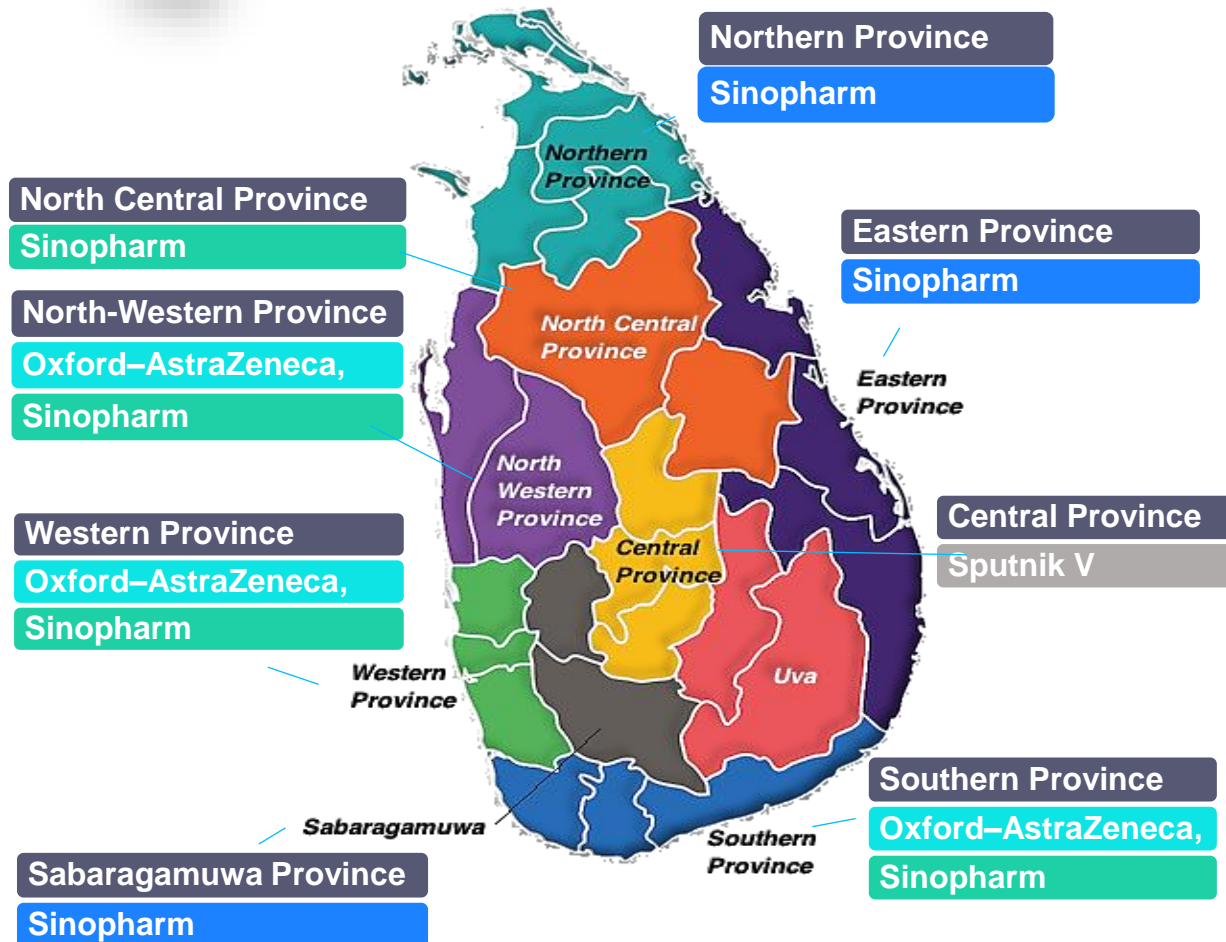 Northern Province
Sinopharm
Northern
Province
North Central Province
Sinopharm
Eastern Province
Sinopharm
North-Western Province
Oxford–AstraZeneca,
Sinopharm
North Central
Province
Eastern
Province
North
Western
Province
Central Province
Sputnik V
Central
Province
Western Province
Oxford–AstraZeneca,
Sinopharm
Western
Province
Uva
Southern Province
Oxford–AstraZeneca,
Sinopharm
Sabaragamuwa
Southern
Province
Sabaragamuwa Province
Sinopharm